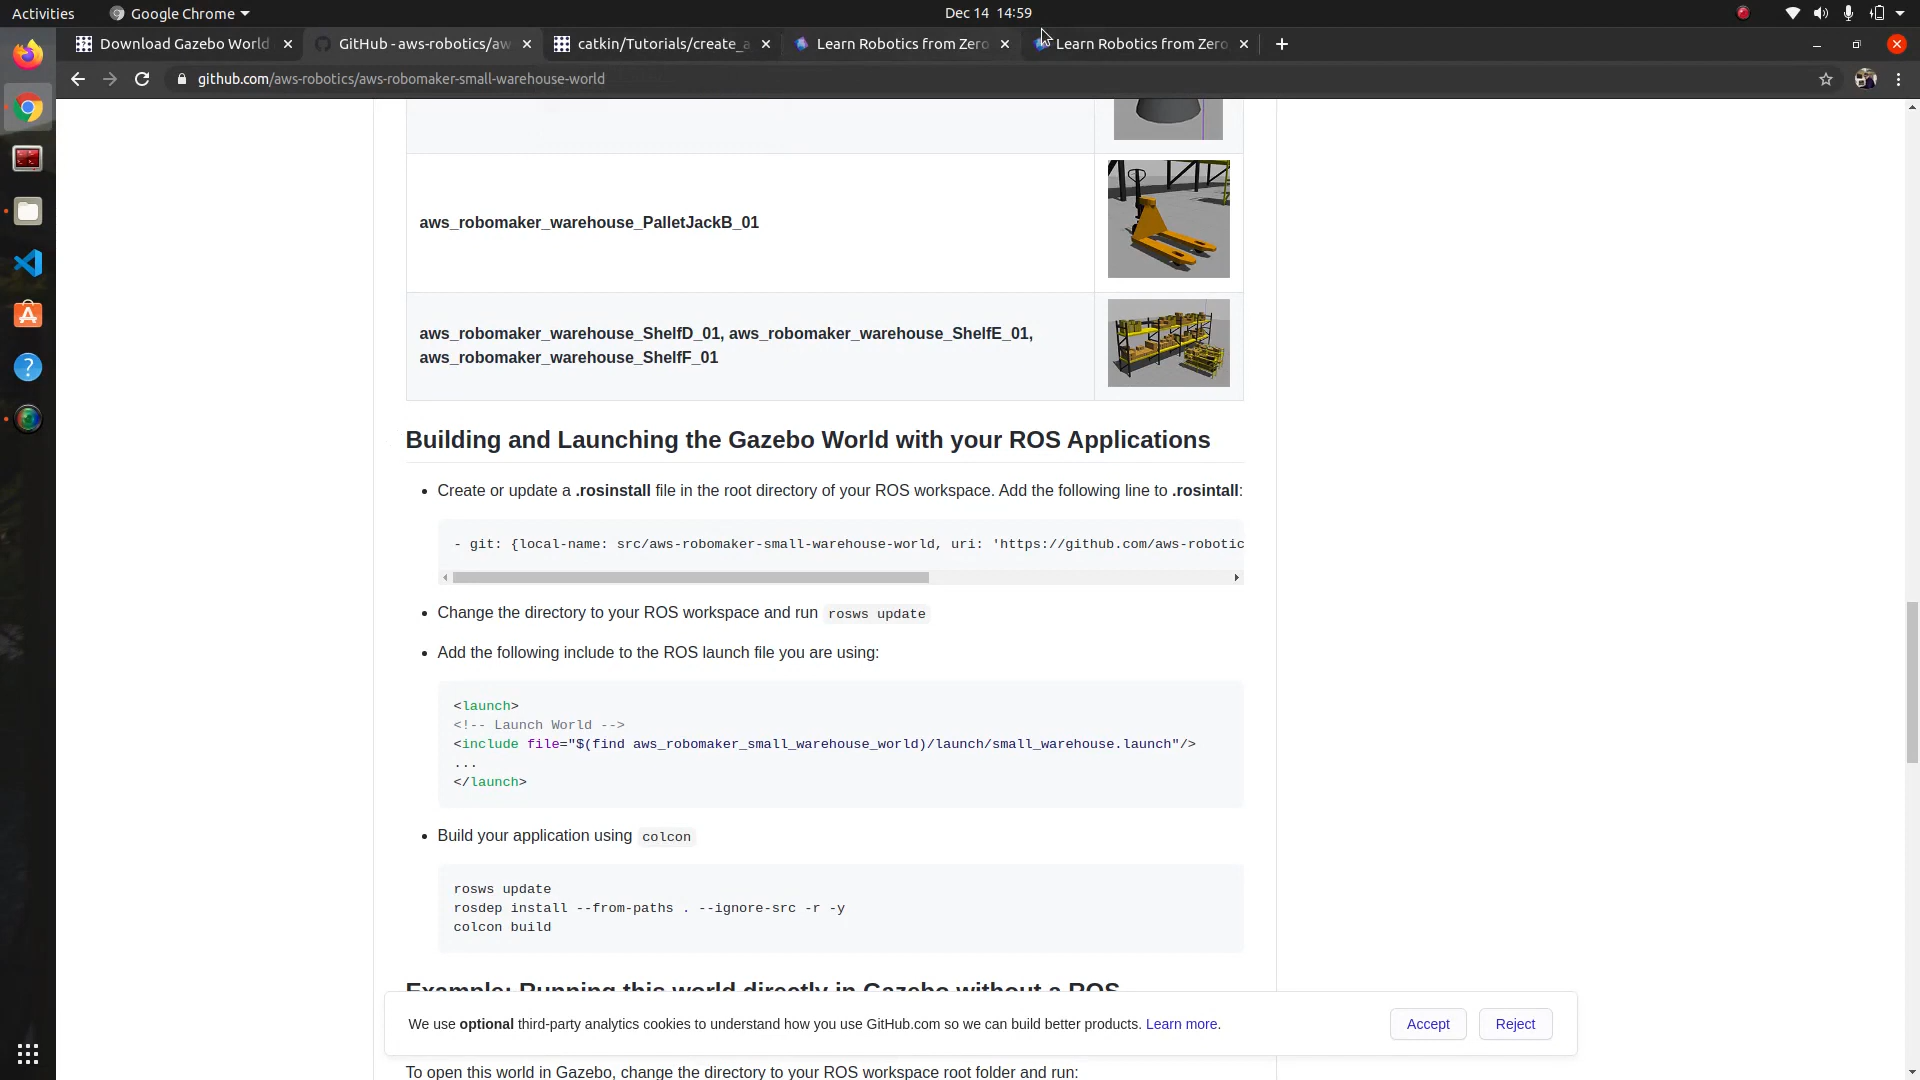 Activities Google Chrome Dec 14 14:59
Download Gazebo World GitHub - aws-robotics/aw catkin/Tutorials/create_a Learn Robotics from Zero Learn Robotics from Zero
github.com/aws-robotics/aws-robomaker-small-warehouse-world
aws_robomaker_warehouse_PalletJackB_01
aws_robomaker_warehouse_ShelfD_01, aws_robomaker_warehouse_ShelfE_01,
aws_robomaker_warehouse_ShelfF_01
Building and Launching the Gazebo World with your ROS Applications
Create or update a .rosinstall file in the root directory of your ROS workspace. Add the following line to .rosintall:
- git: {local-name: src/aws-robomaker-small-warehouse-world, uri: 'https://github.com/aws-robotic
Change the directory to your ROS workspace and run rosws update
Add the following include to the ROS launch file you are using:
<launch>
<!-- Launch World -->
<include file="$(find aws_robomaker_small_warehouse_world)/launch/small_warehouse.launch"/>
...
</launch>
Build your application using colcon
rosws update
rosdep install --from-paths . --ignore-src -r -y
colcon build
Example: Running this world directly in Gazebo without a ROS
We use optional third-party analytics cookies to understand how you use GitHub.com so we can build better products. Learn more.
Accept Reject
To open this world in Gazebo, change the directory to your ROS workspace root folder and run: